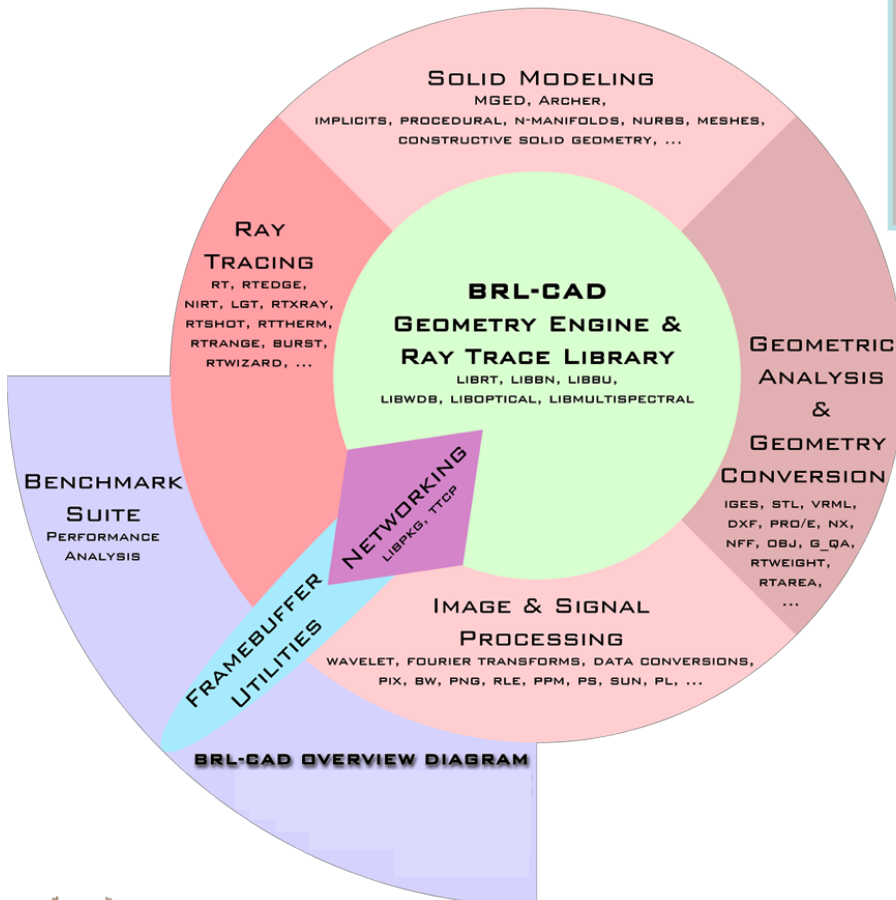 Solid Modeling
MGED, Archer,
implicits, procedural, n-manifolds, NURBS, meshes,
constructive solid geometry, ...
Ray
Tracing
rt, rtedge,
nirt, lgt, rtxray,
rtshot, rttherm,
rtrange, burst,
rtwizard, ...
BRL-CAD
Geometry Engine &
Ray Trace Library
librt, libbn, libbu,
libwdb, liboptical, libmultispectral
Geometric
Analysis
&
Geometry
Conversion
IGES, STL, VRML,
DXF, Pro/E, NX,
NFF, OBJ, g_qa,
rtweight,
rtarea,
...
Networking
libpkg, ttcp
Benchmark
Suite
Performance
Analysis
Framebuffer
Utilities
Image & Signal
Processing
wavelet, fourier transforms, data conversions,
pix, bw, png, rle, ppm, ps, sun, pl, ...
BRL-CAD Overview Diagram